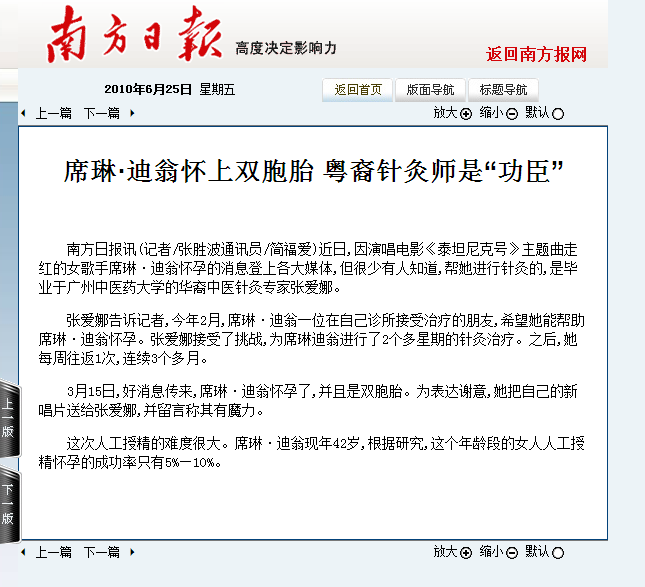 南方日报 高度决定影响力
返回南方报网
2010年6月25日 星期五
返回首页 版面导航 标题导航
上一篇 下一篇 放大 缩小 默认
席琳·迪翁怀上双胞胎 粤裔针灸师是“功臣”
南方日报讯(记者/张胜波通讯员/简福爱)近日,因演唱电影《泰坦尼克号》主题曲走
红的女歌手席琳·迪翁怀孕的消息登上各大媒体,但很少有人知道,帮她进行针灸的,是毕
业于广州中医药大学的华裔中医针灸专家张爱娜。
张爱娜告诉记者,今年2月,席琳·迪翁一位在自己诊所接受治疗的朋友,希望她能帮助
席琳·迪翁怀孕。张爱娜接受了挑战,为席琳迪翁进行了2个多星期的针灸治疗。之后,她
每周往返1次,连续3个多月。
3月15日,好消息传来,席琳·迪翁怀孕了,并且是双胞胎。为表达谢意,她把自己的新
唱片送给张爱娜,并留言称其有魔力。
这次人工授精的难度很大。席琳·迪翁现年42岁,根据研究,这个年龄段的女人人工授
精怀孕的成功率只有5%—10%。
上一版
下一版
上一篇 下一篇 放大 缩小 默认